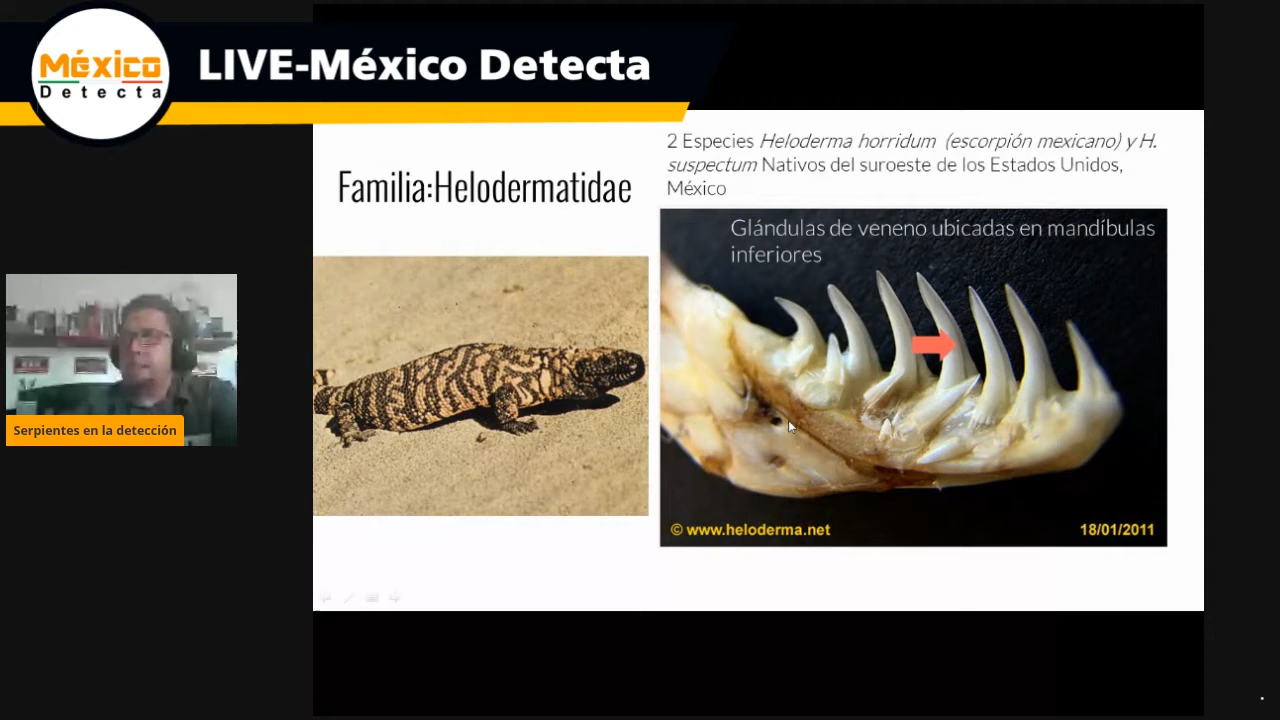 México
Detecta
LIVE-México Detecta
Familia:Helodermatidae
2 Especies Heloderma horridum (escorpión mexicano) y H.
suspectum Nativos del suroeste de los Estados Unidos,
México
Glándulas de veneno ubicadas en mandíbulas
inferiores
© www.heloderma.net
18/01/2011
Serpientes en la detección